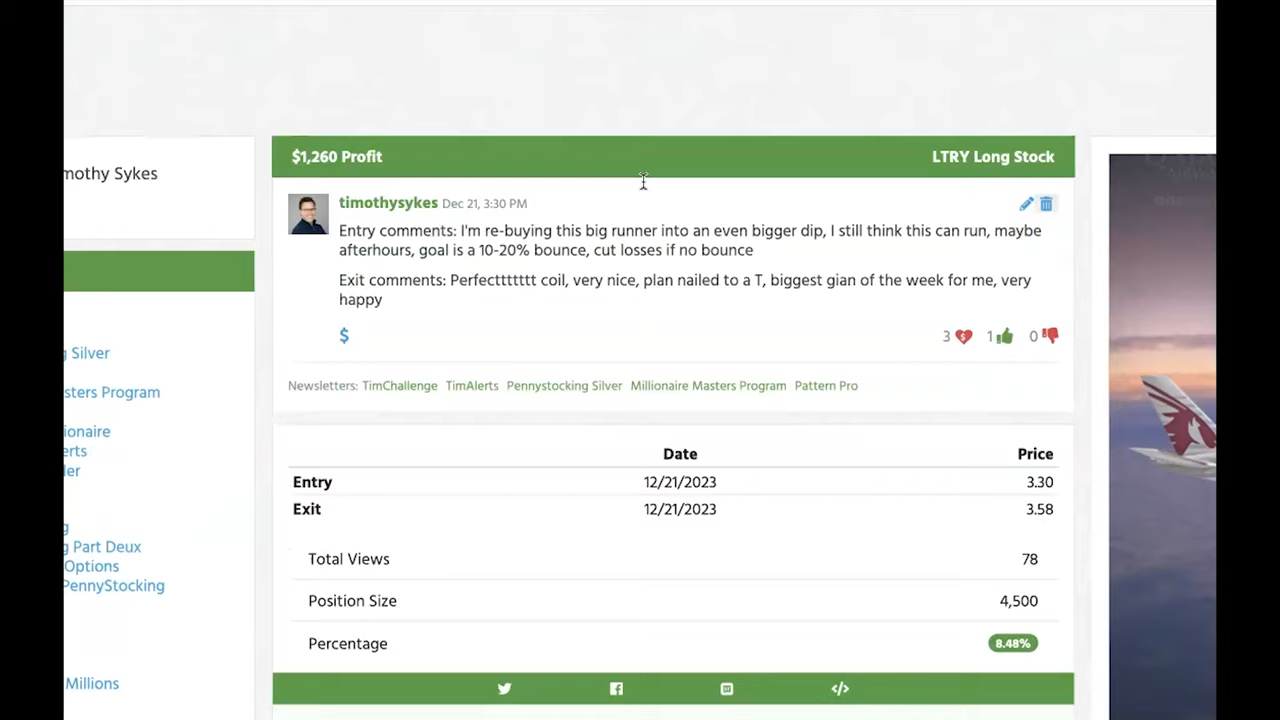 mothy Sykes
g Silver
sters Program
ionaire
erts
ler
g
g Part Deux
Options
PennyStocking
Millions
$1,260 Profit LTRY Long Stock
timothysykes Dec 21, 3:30 PM
Entry comments: I'm re-buying this big runner into an even bigger dip, I still think this can run, maybe
afterhours, goal is a 10-20% bounce, cut losses if no bounce
Exit comments: Perfectttttttt coil, very nice, plan nailed to a T, biggest gian of the week for me, very
happy
$ 3 1 0
Newsletters: TimChallenge TimAlerts Pennystocking Silver Millionaire Masters Program Pattern Pro
Date Price
Entry 12/21/2023 3.30
Exit 12/21/2023 3.58
Total Views 78
Position Size 4,500
Percentage 8.48%